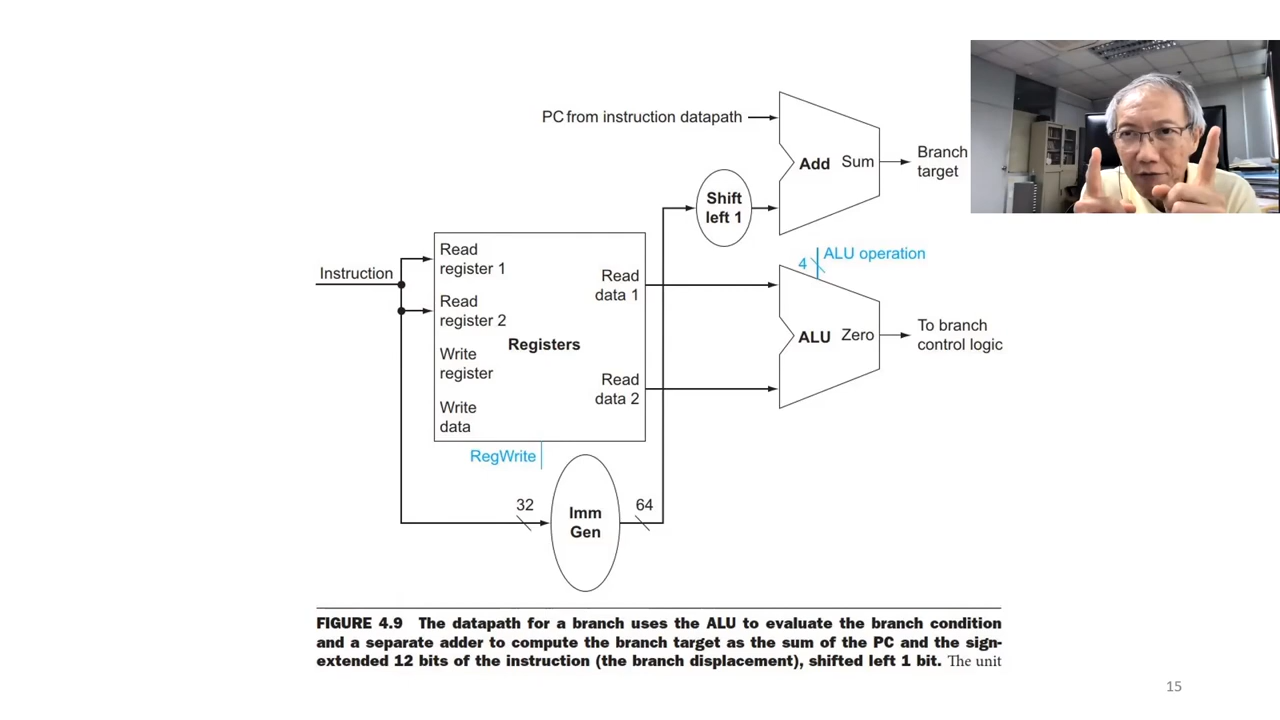 PC from instruction datapath
Add
Sum
Branch
target
Shift
left 1
ALU operation
4
Instruction
Read
register 1
Read
register 2
Write
register
Write
data
Registers
Read
data 1
Read
data 2
ALU
Zero
To branch
control logic
RegWrite
32
Imm
Gen
64
FIGURE 4.9 The datapath for a branch uses the ALU to evaluate the branch condition
and a separate adder to compute the branch target as the sum of the PC and the sign-
extended 12 bits of the instruction (the branch displacement), shifted left 1 bit. The unit
15